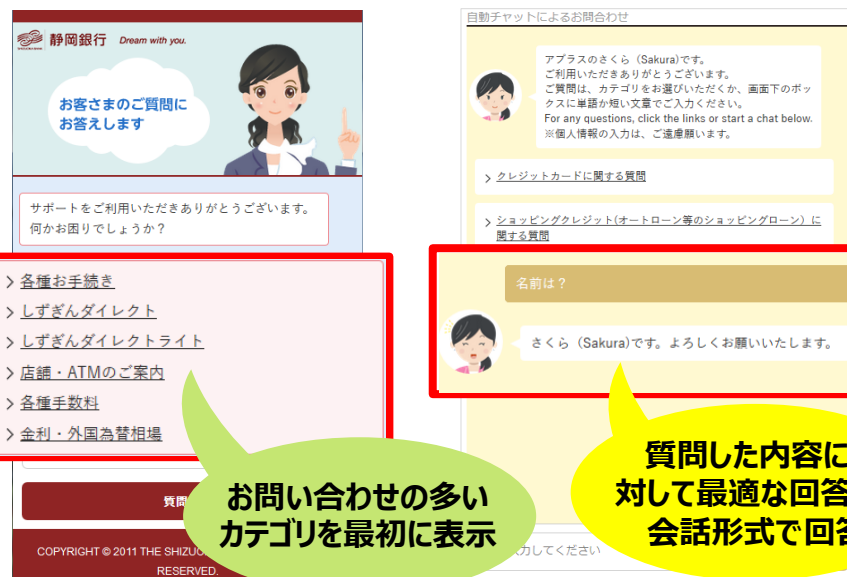 静岡銀行 Dream with you.
お客さまのご質問に
お答えします
サポートをご利用いただきありがとうございます。
何かお困りでしょうか？
各種お手続き
しずぎんダイレクト
しずぎんダイレクトライト
店舗・ATMのご案内
各種手数料
金利・外国為替相場
質問
お問い合わせの多い
カテゴリを最初に表示
COPYRIGHT © 2011 THE SHIZUO
RESERVED.
自動チャットによるお問合わせ
アプラスのさくら（Sakura)です。
ご利用いただきありがとうございます。
ご質問は、カテゴリをお選びいただくか、画面下のボッ
クスに単語か短い文章でご入力ください。
For any questions, click the links or start a chat below.
※個人情報の入力は、ご遠慮願います。
クレジットカードに関する質問
ショッピングクレジット(オートローン等のショッピングローン）に
関する質問
名前は？
さくら（Sakura)です。よろしくお願いいたします。
質問した内容に
対して最適な回答
会話形式で回答
力してください